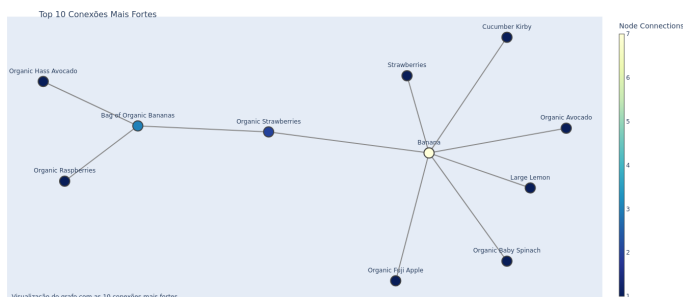 Top 10 Conexões Mais Fortes
Node Connections
Cucumber Kirby
7
Strawberries
Organic Hass Avocado
6
Bag of Organic Bananas
Organic Strawberries
Organic Avocado
5
Banana
4
Organic Raspberries
Large Lemon
3
Organic Baby Spinach
2
Organic Fuji Apple
Visualização do grafo com as 10 conexões mais fortes
1